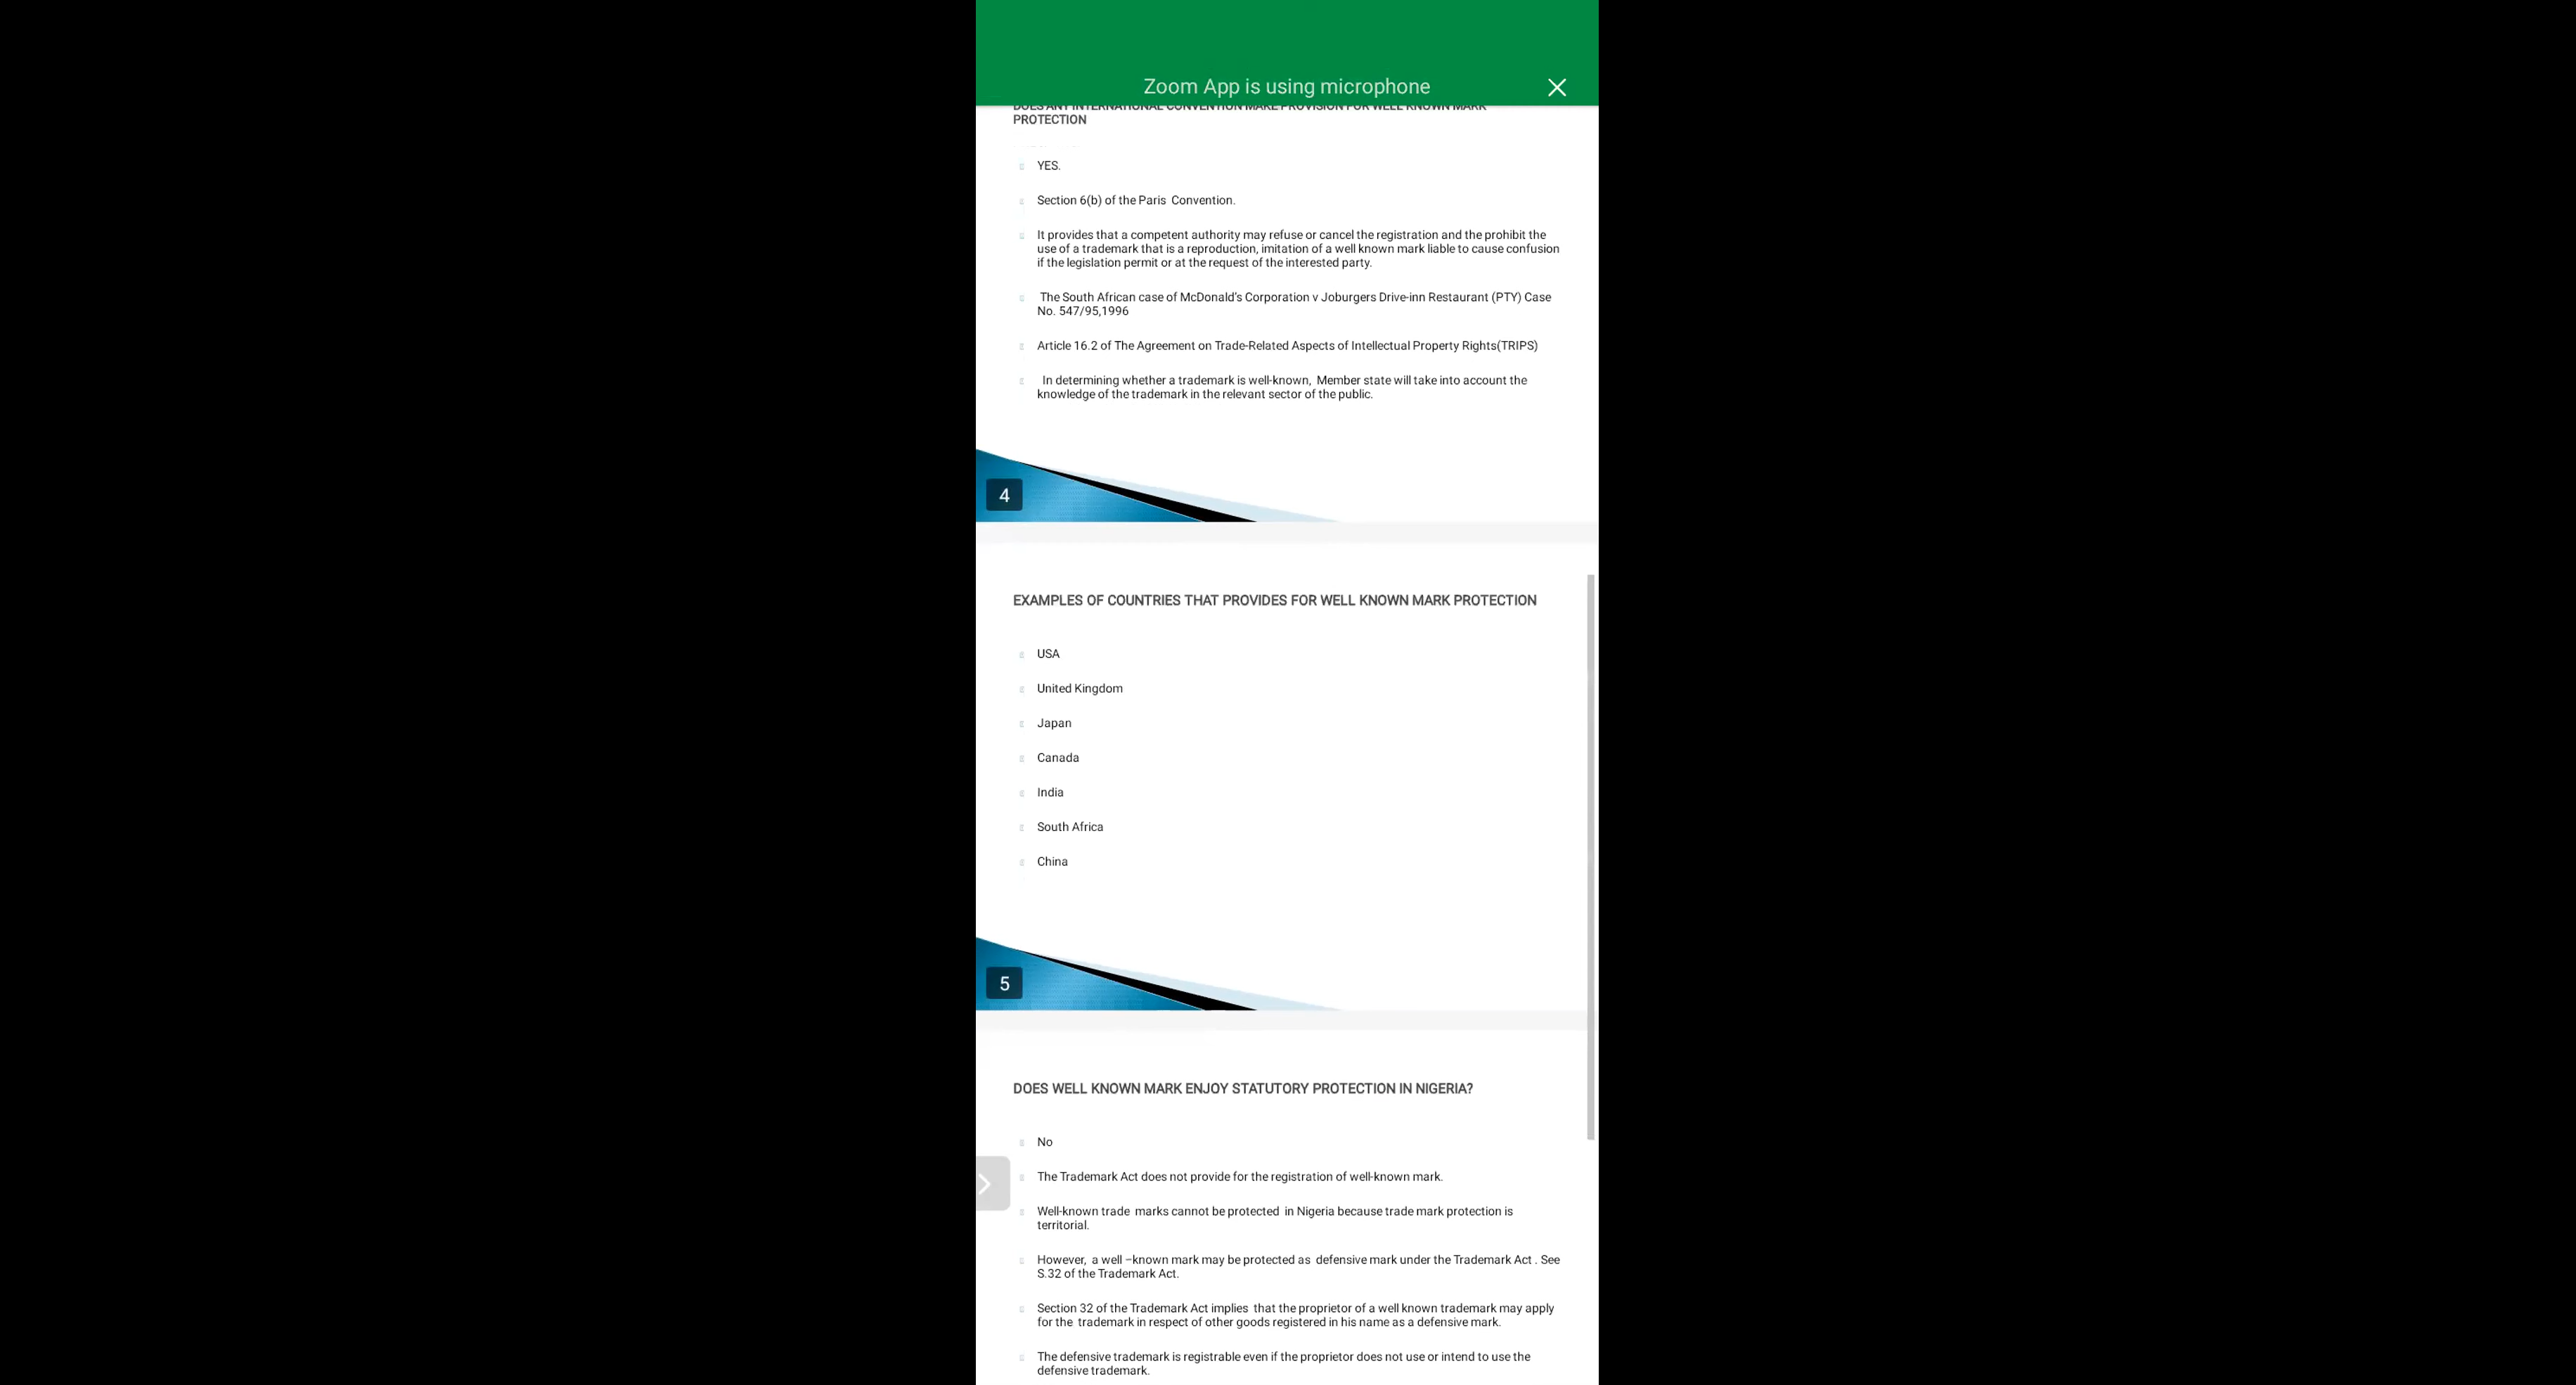 Zoom App is using microphone
DOES ANY INTERNATIONAL CONVENTION MAKE PROVISION FOR WELL KNOWN MARK
PROTECTION
YES.
Section 6(b) of the Paris Convention.
It provides that a competent authority may refuse or cancel the registration and the prohibit the
use of a trademark that is a reproduction, imitation of a well known mark liable to cause confusion
if the legislation permit or at the request of the interested party.
The South African case of McDonald's Corporation v Joburgers Drive-inn Restaurant (PTY) Case
No. 547/95,1996
Article 16.2 of The Agreement on Trade-Related Aspects of Intellectual Property Rights(TRIPS)
In determining whether a trademark is well-known, Member state will take into account the
knowledge of the trademark in the relevant sector of the public.
4
EXAMPLES OF COUNTRIES THAT PROVIDES FOR WELL KNOWN MARK PROTECTION
USA
United Kingdom
Japan
Canada
India
South Africa
China
5
DOES WELL KNOWN MARK ENJOY STATUTORY PROTECTION IN NIGERIA?
No
The Trademark Act does not provide for the registration of well-known mark.
Well-known trade marks cannot be protected in Nigeria because trade mark protection is
territorial.
However, a well –known mark may be protected as defensive mark under the Trademark Act . See
S.32 of the Trademark Act.
Section 32 of the Trademark Act implies that the proprietor of a well known trademark may apply
for the trademark in respect of other goods registered in his name as a defensive mark.
The defensive trademark is registrable even if the proprietor does not use or intend to use the
defensive trademark.